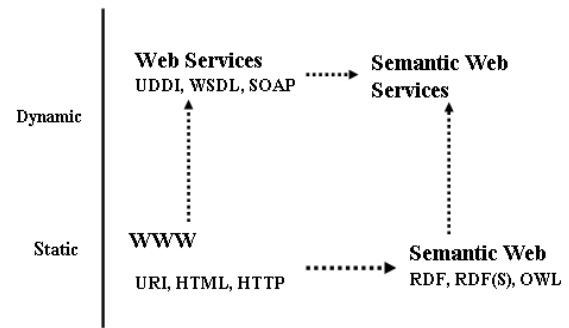 Web Services
UDDI, WSDL, SOAP
Semantic Web
Services
Dynamic
Static
WWW
URI, HTML, HTTP
Semantic Web
RDF, RDF(S), OWL